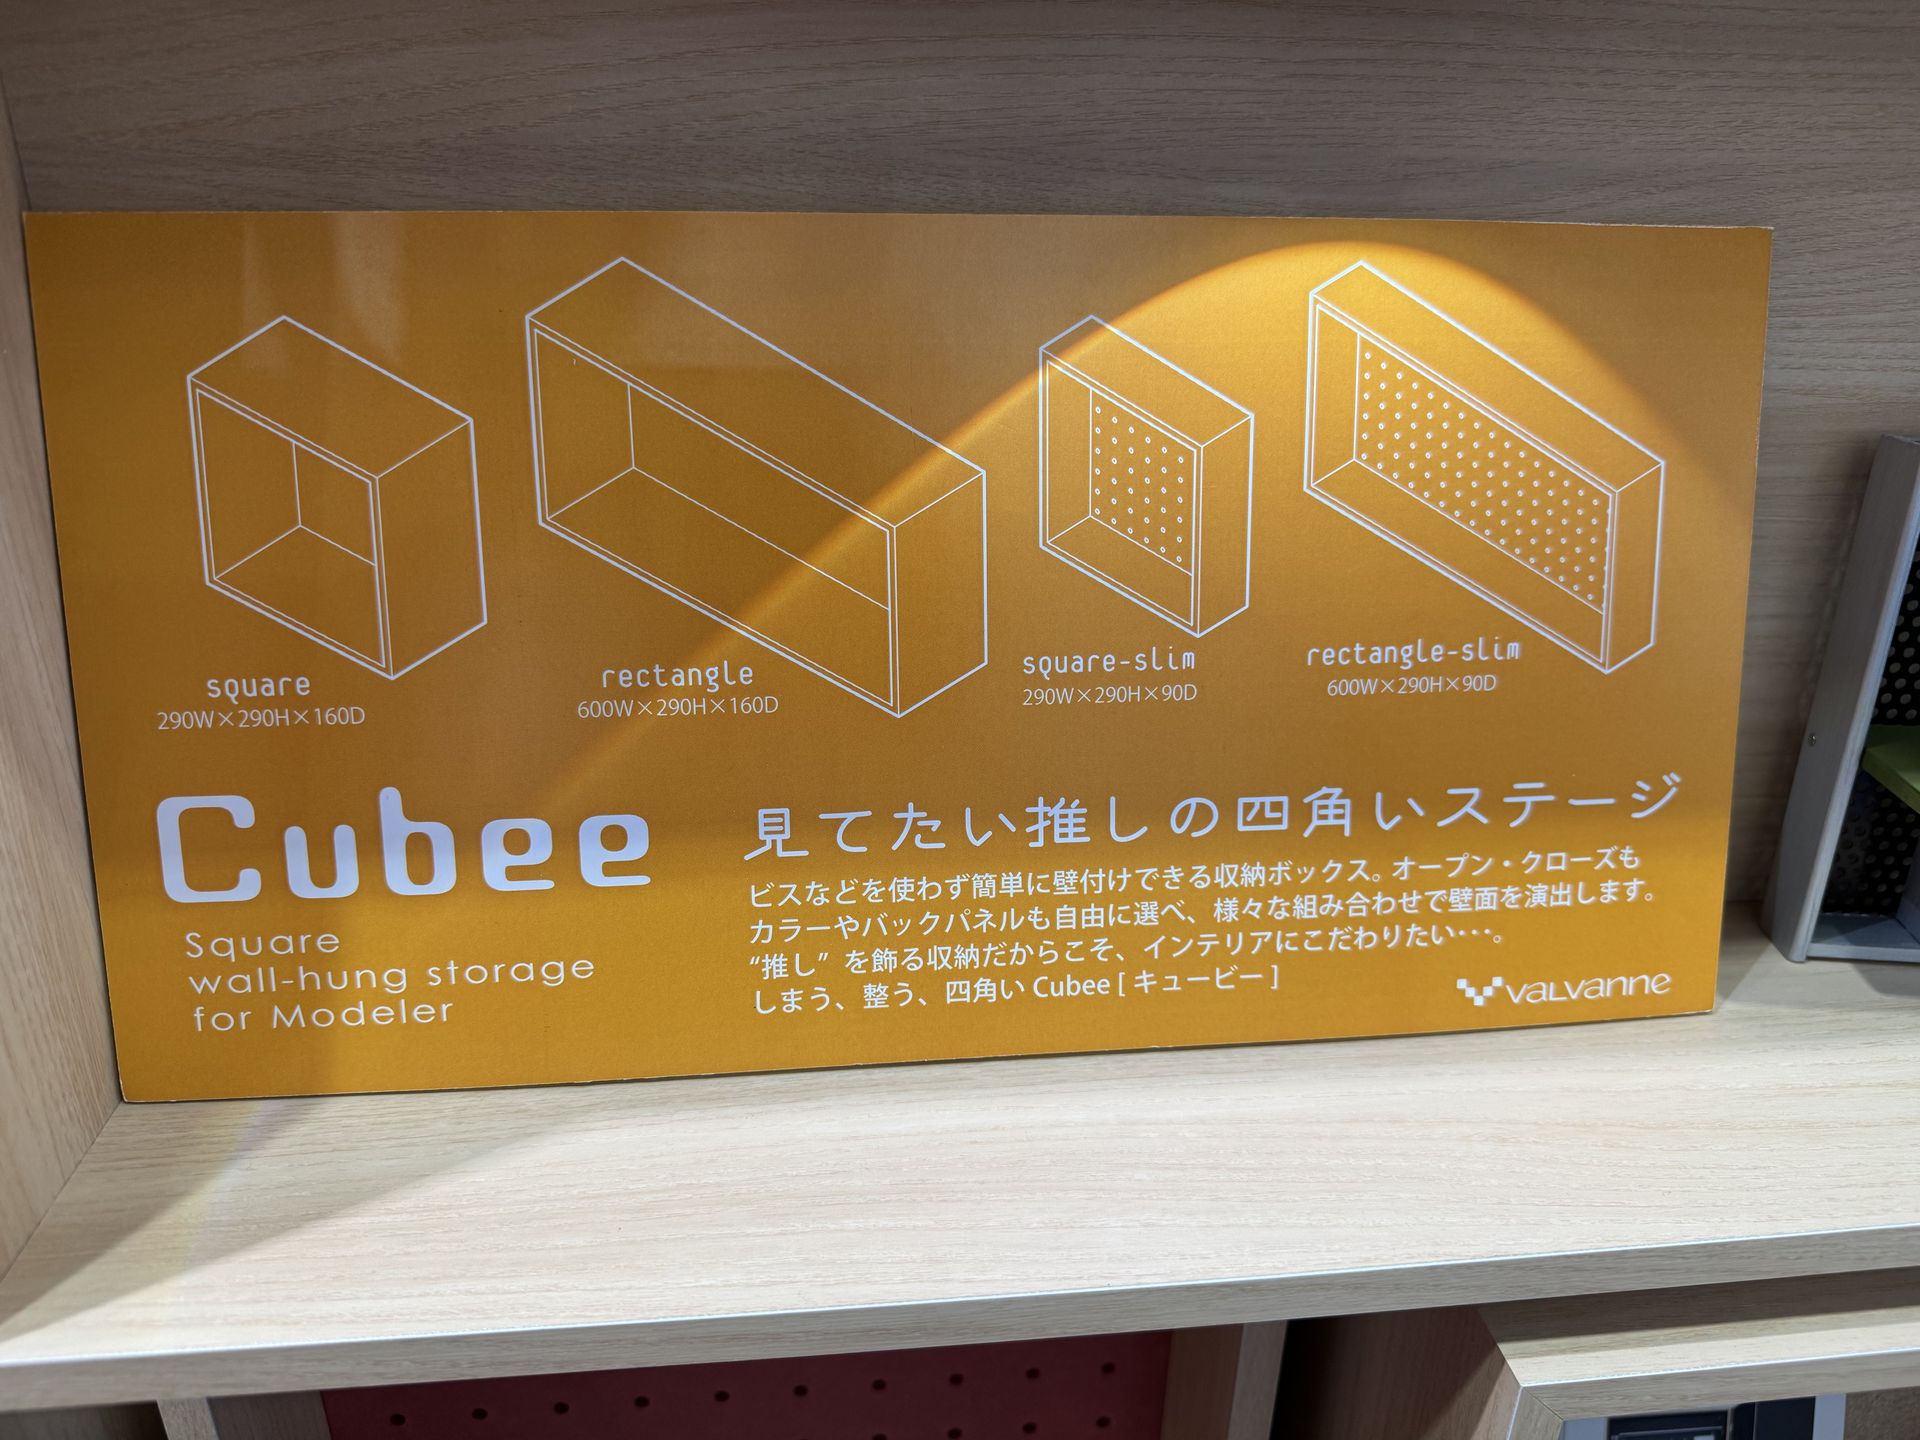 square
290W×290H×160D
rectangle
600W×290H×160D
square-slim
290W×290H×90D
rectangle-slim
600W×290H×90D
Cubee
Square
wall-hung storage
for Modeler
見てたい推しの四角いステージ
ビスなどを使わず簡単に壁付けできる収納ボックス。オープン・クローズも
カラーやバックパネルも自由に選べ、様々な組み合わせで壁面を演出します。
“推し” を飾る収納だからこそ、インテリアにこだわりたい･･･。
しまう、整う、四角い Cubee [ キュービー ]
valvanne